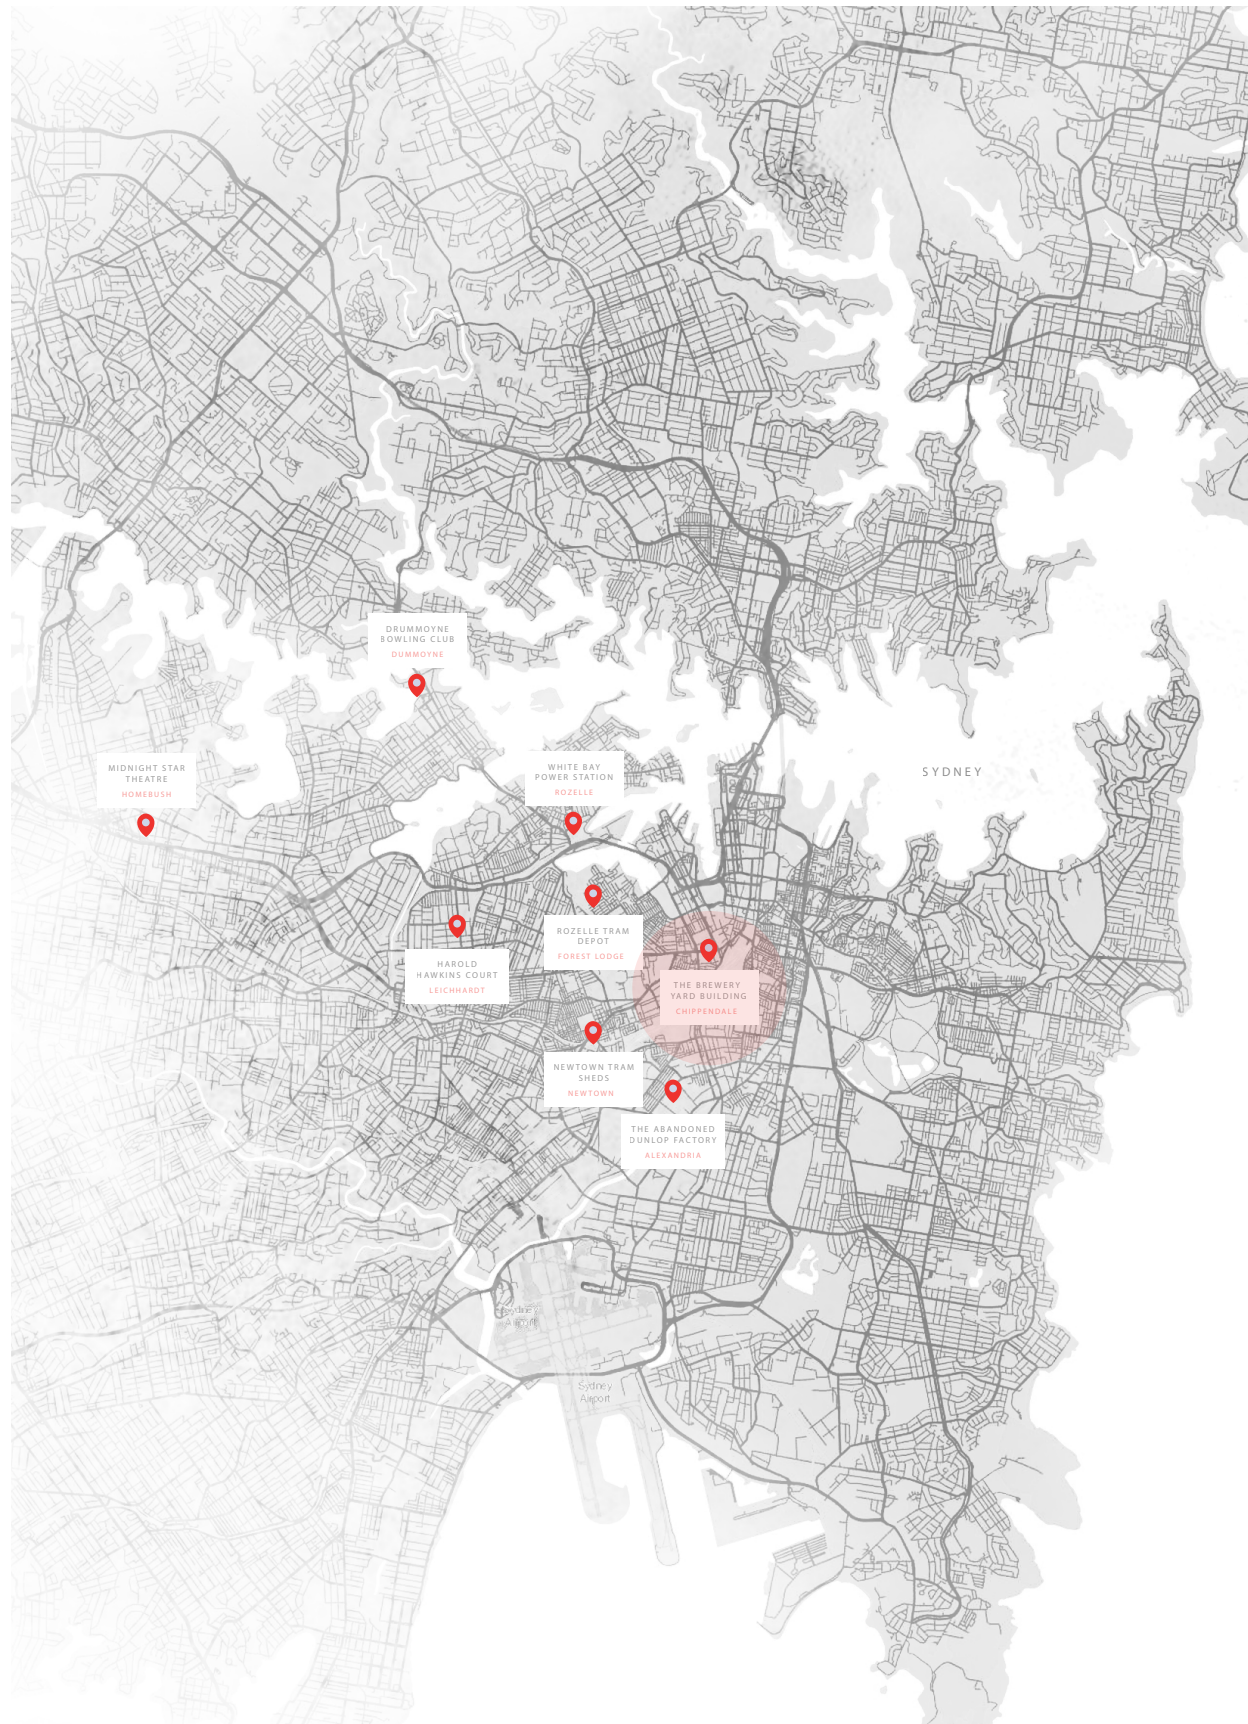 DRUMMOYNE
BOWLING CLUB
DUMMOYNE
MIDNIGHT STAR
THEATRE
HOMEBUSH
WHITE BAY
POWER STATION
ROZELLE
SYDNEY
ROZELLE TRAM
DEPOT
FOREST LODGE
HAROLD
HAWKINS COURT
LEICHHARDT
THE BREWERY
YARD BUILDING
CHIPPENDALE
NEWTOWN TRAM
SHEDS
NEWTOWN
THE ABANDONED
DUNLOP FACTORY
ALEXANDRIA
Sydney
Airport
Sydney
Airport